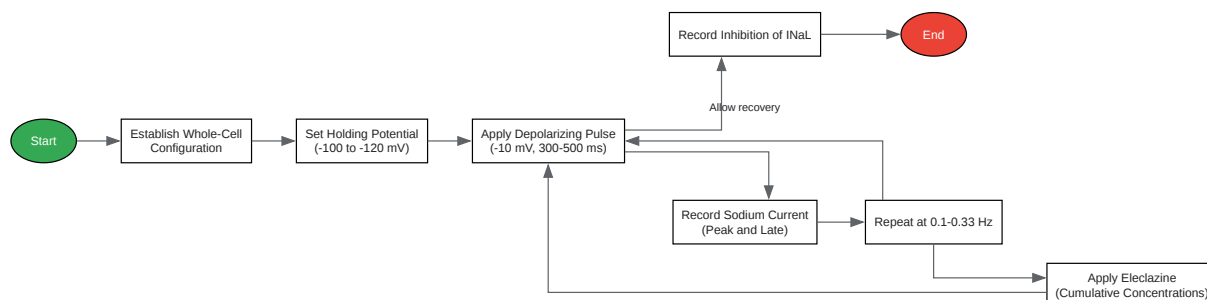 Record Inhibition of INaL
End
Allow recovery
Start
Establish Whole-Cell
Configuration
Set Holding Potential
(-100 to -120 mV)
Apply Depolarizing Pulse
(-10 mV, 300-500 ms)
Record Sodium Current
(Peak and Late)
Repeat at 0.1-0.33 Hz
Apply Eleclazine
(Cumulative Concentrations)